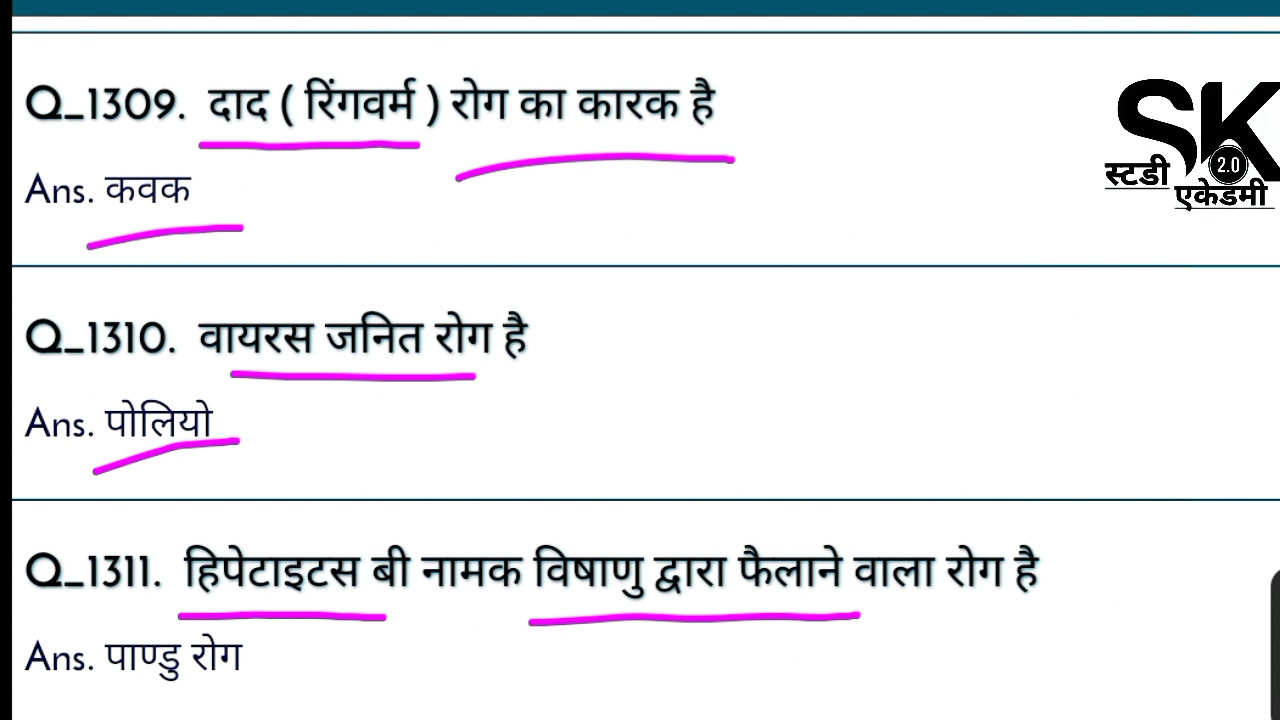 Q_1309. दाद ( रिंगवर्म ) रोग का कारक है
Ans. कवक
SK
2.0
स्टडी
एकेडमी
Q_1310. वायरस जनित रोग है
Ans. पोलियो
Q_1311. हिपेटाइटस बी नामक विषाणु द्वारा फैलाने वाला रोग है
Ans. पाण्डु रोग